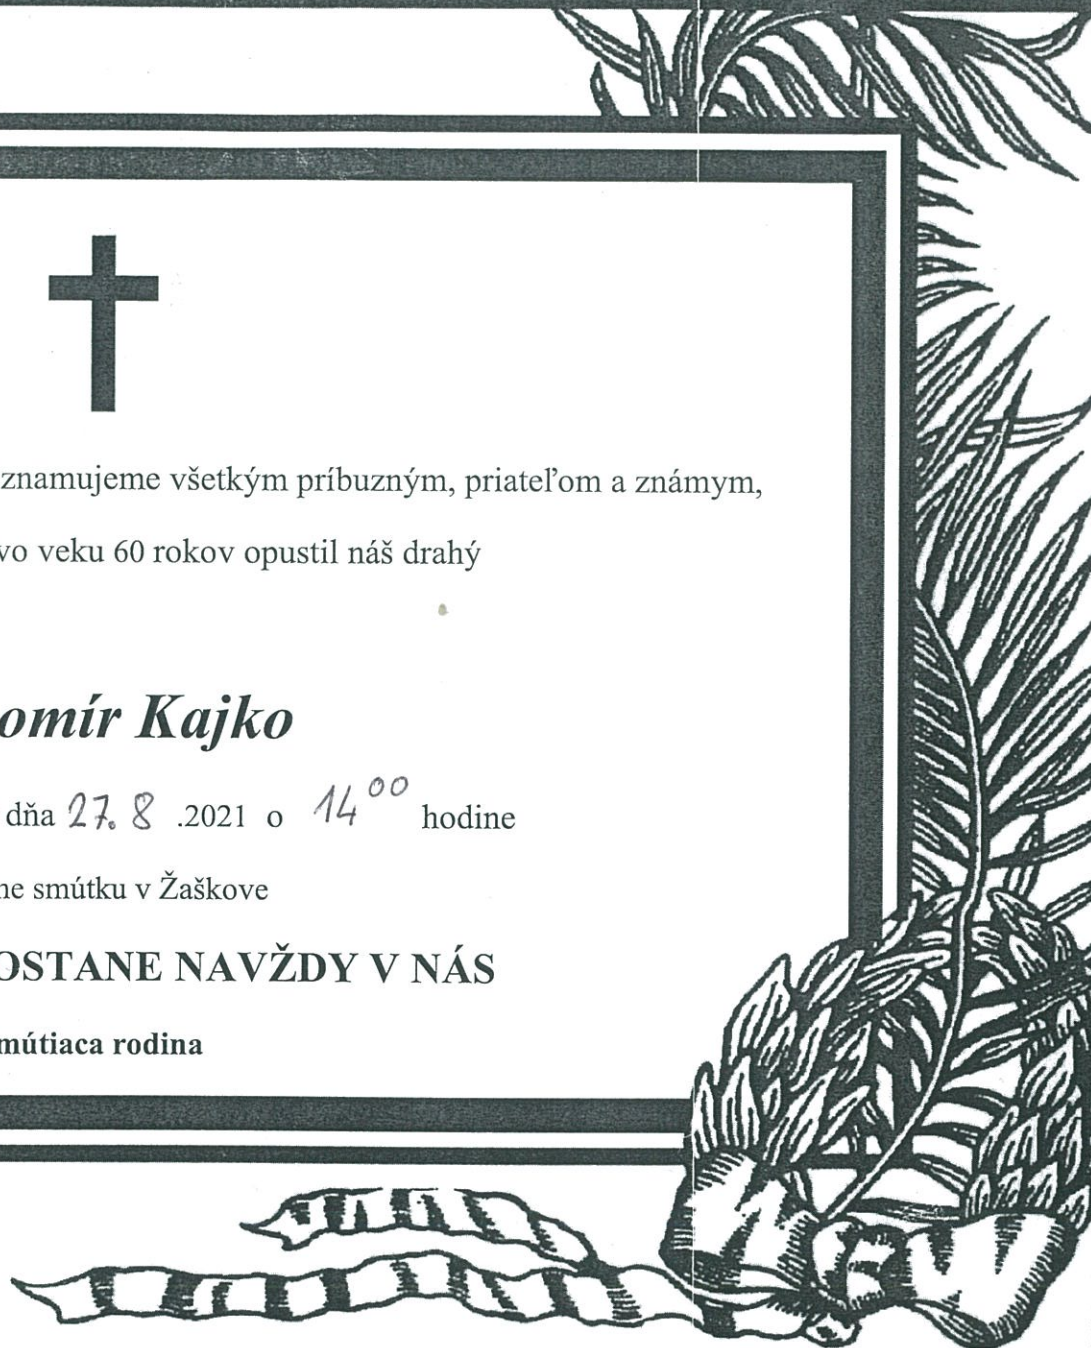 znamujeme všetkým príbuzným, priateľom a známym,
vo veku 60 rokov opustil náš drahý
omír Kajko
dňa 27. 8 .2021 o 14⁰⁰ hodine
ne smútku v Žaškove
OSTANE NAVŽDY V NÁS
mútiaca rodina